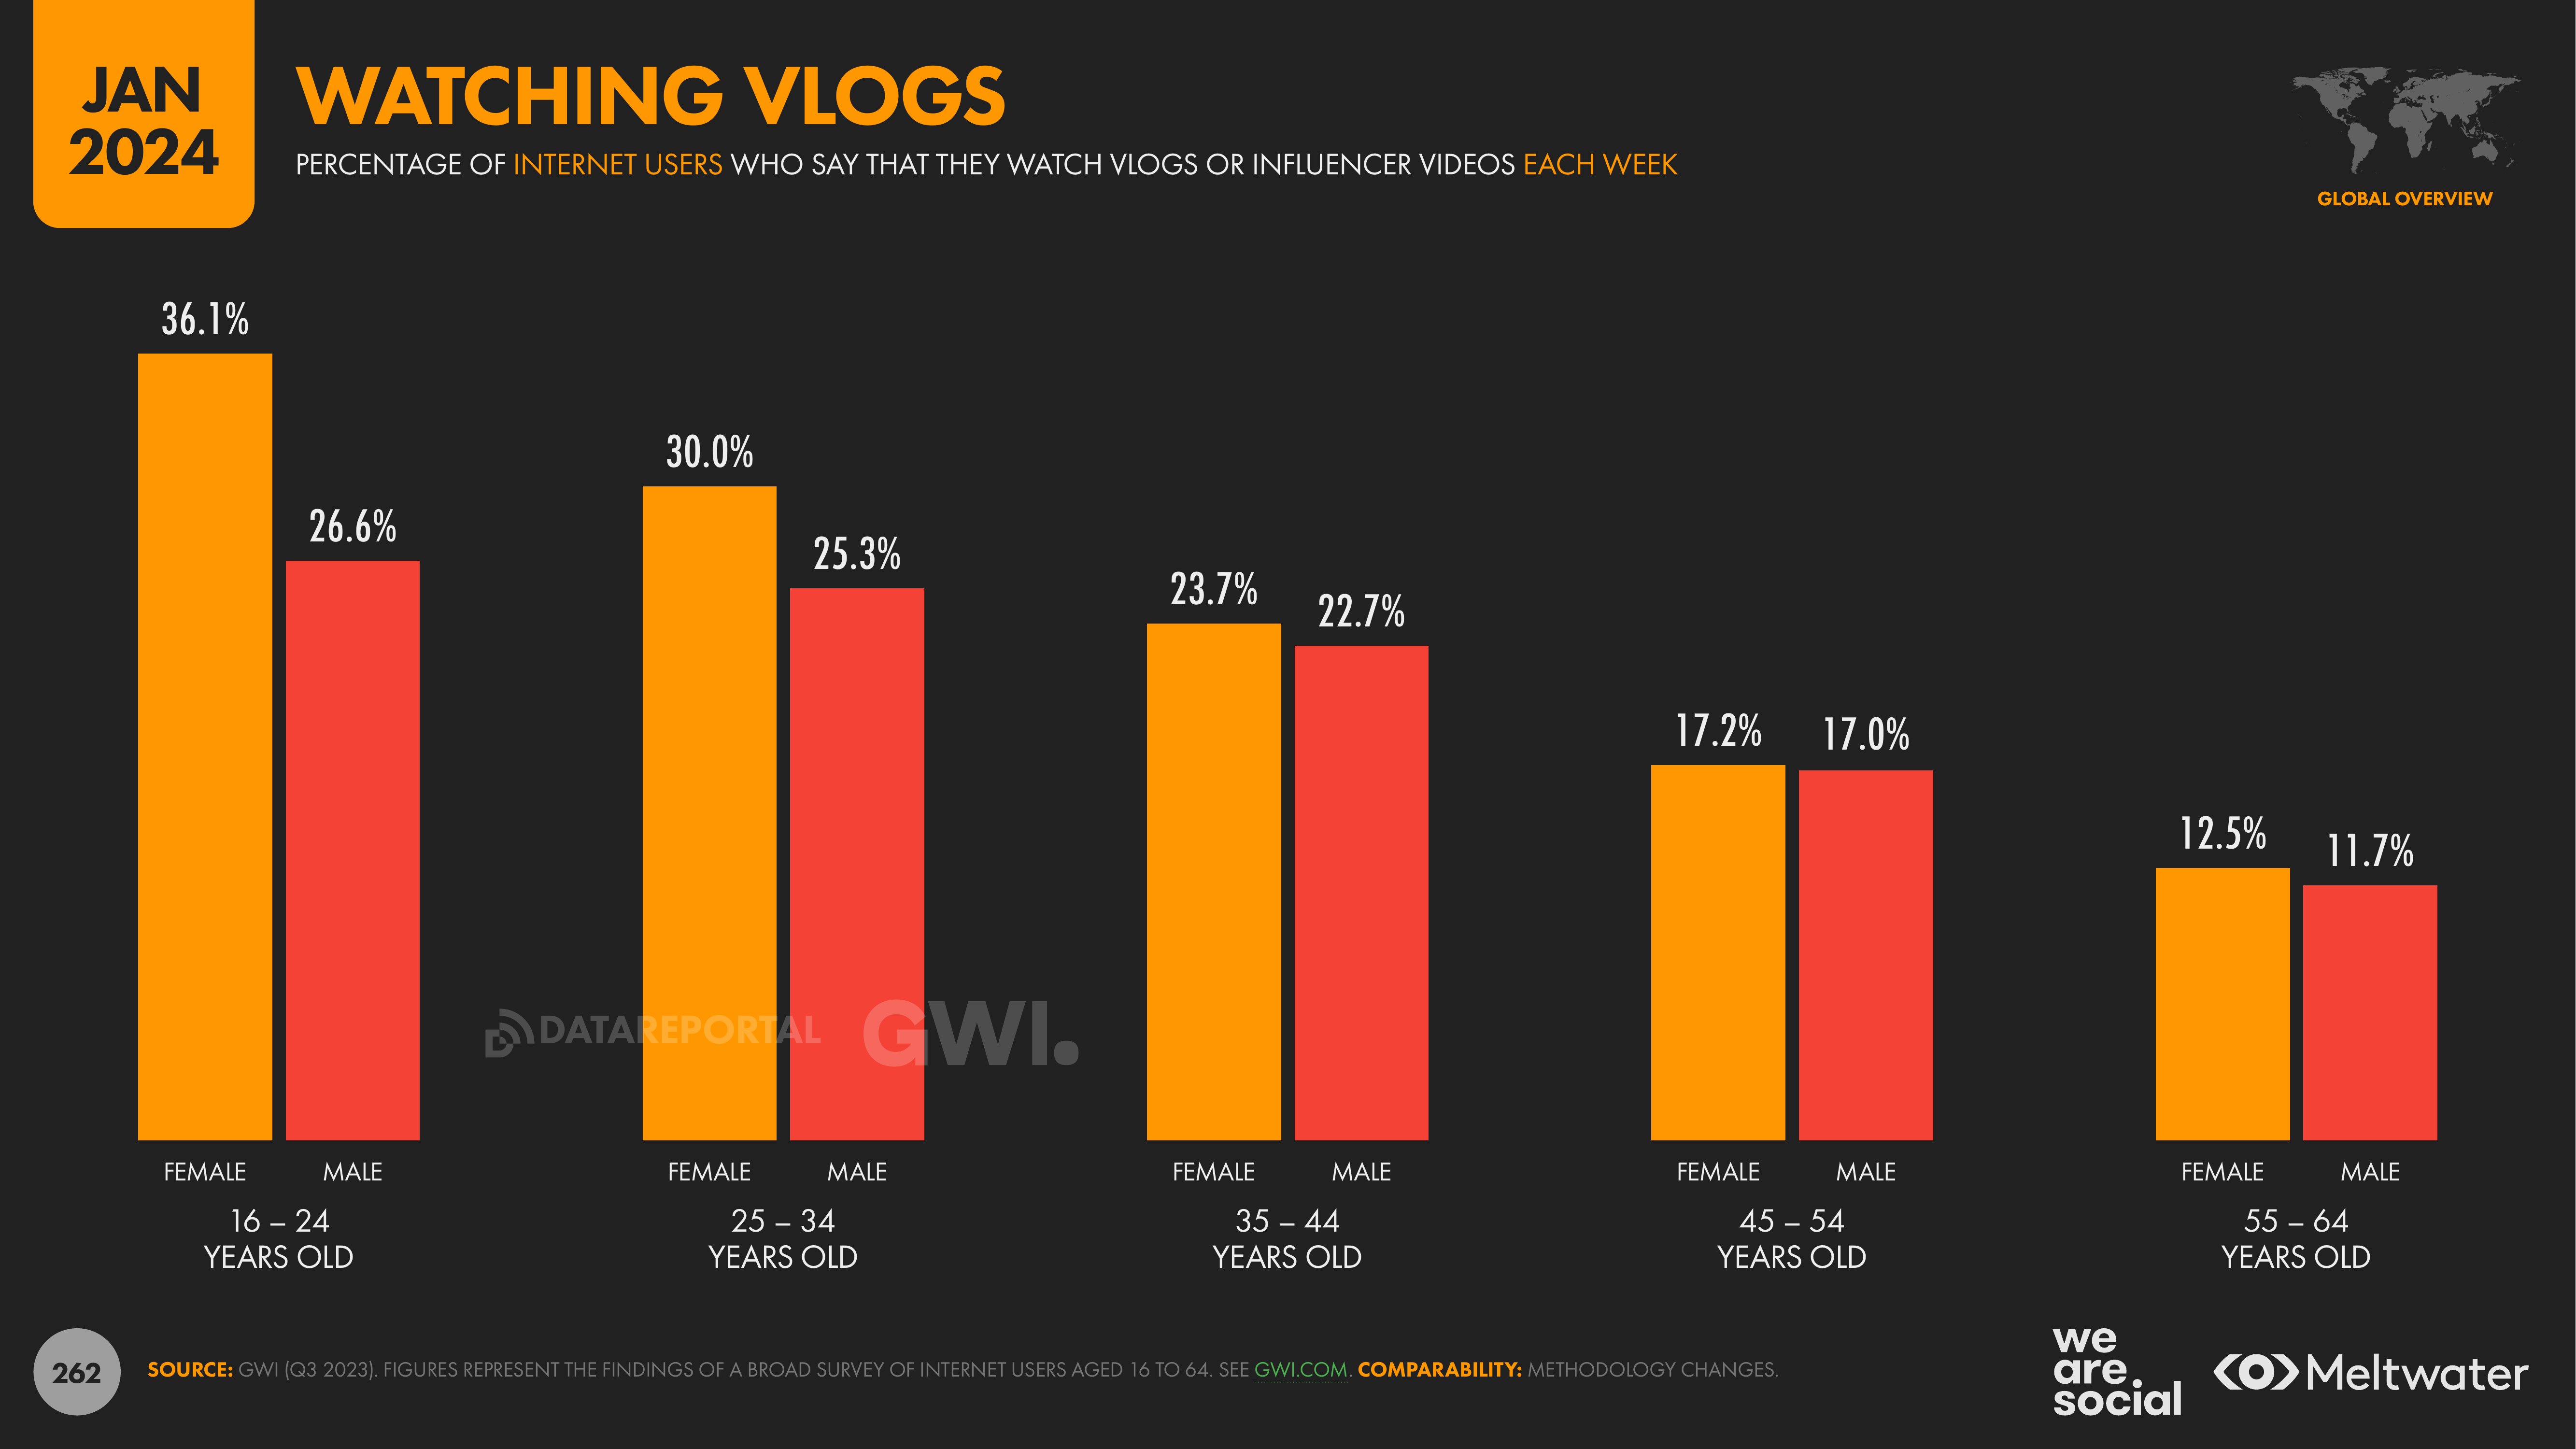 JAN
2024
WATCHING VLOGS
PERCENTAGE OF INTERNET USERS WHO SAY THAT THEY WATCH VLOGS OR INFLUENCER VIDEOS EACH WEEK
GLOBAL OVERVIEW
36.1%
26.6%
30.0%
25.3%
23.7%
22.7%
17.2%
17.0%
12.5%
11.7%
DATAREPORTAL
GWI.
FEMALE MALE FEMALE MALE FEMALE MALE FEMALE MALE FEMALE MALE
16 – 24
YEARS OLD
25 – 34
YEARS OLD
35 – 44
YEARS OLD
45 – 54
YEARS OLD
55 – 64
YEARS OLD
262
SOURCE: GWI (Q3 2023). FIGURES REPRESENT THE FINDINGS OF A BROAD SURVEY OF INTERNET USERS AGED 16 TO 64. SEE GWI.COM. COMPARABILITY: METHODOLOGY CHANGES.
we
are
social
Meltwater